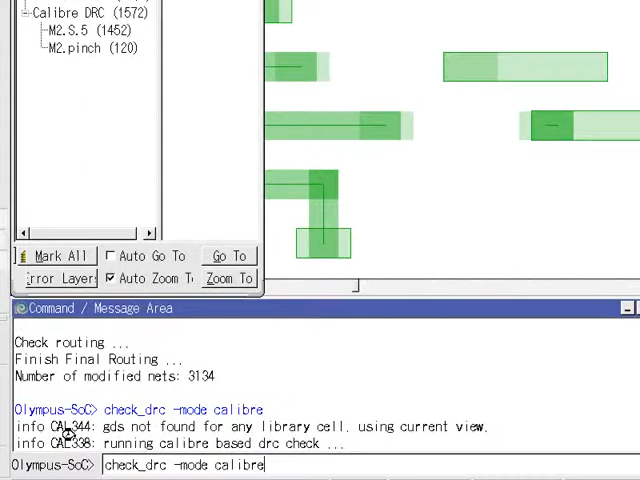 Calibre DRC (1572)
M2.S.5 (1452)
M2.pinch (120)
Mark All
Auto Go To
Go To
rror Layers
Auto Zoom T
Zoom To
Command / Message Area
Check routing ...
Finish Final Routing ...
Number of modified nets: 3134
Olympus-SoC> check_drc -mode calibre
info CAL344: gds not found for any library cell, using current view.
info CAL338: running calibre based drc check ...
Olympus-SoC> check_drc -mode calibre